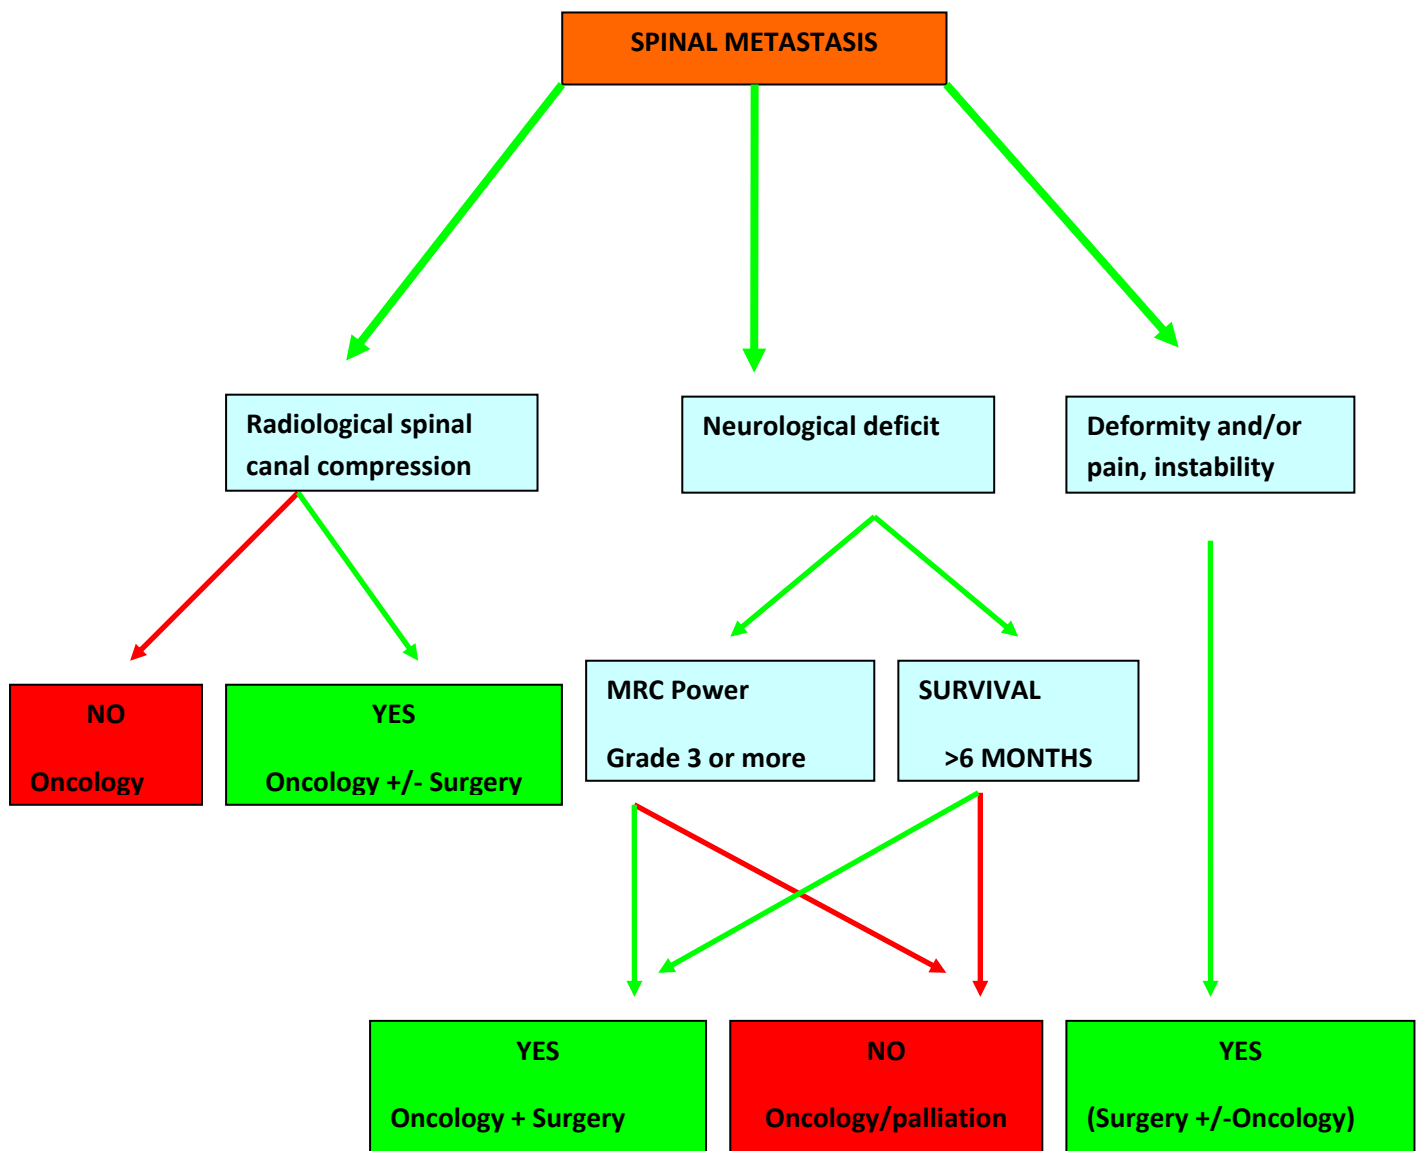 SPINAL METASTASIS
Radiological spinal
canal compression
Neurological deficit
Deformity and/or
pain, instability
NO
Oncology
YES
Oncology +/- Surgery
MRC Power
Grade 3 or more
SURVIVAL
>6 MONTHS
YES
Oncology + Surgery
NO
Oncology/palliation
YES
(Surgery +/-Oncology)